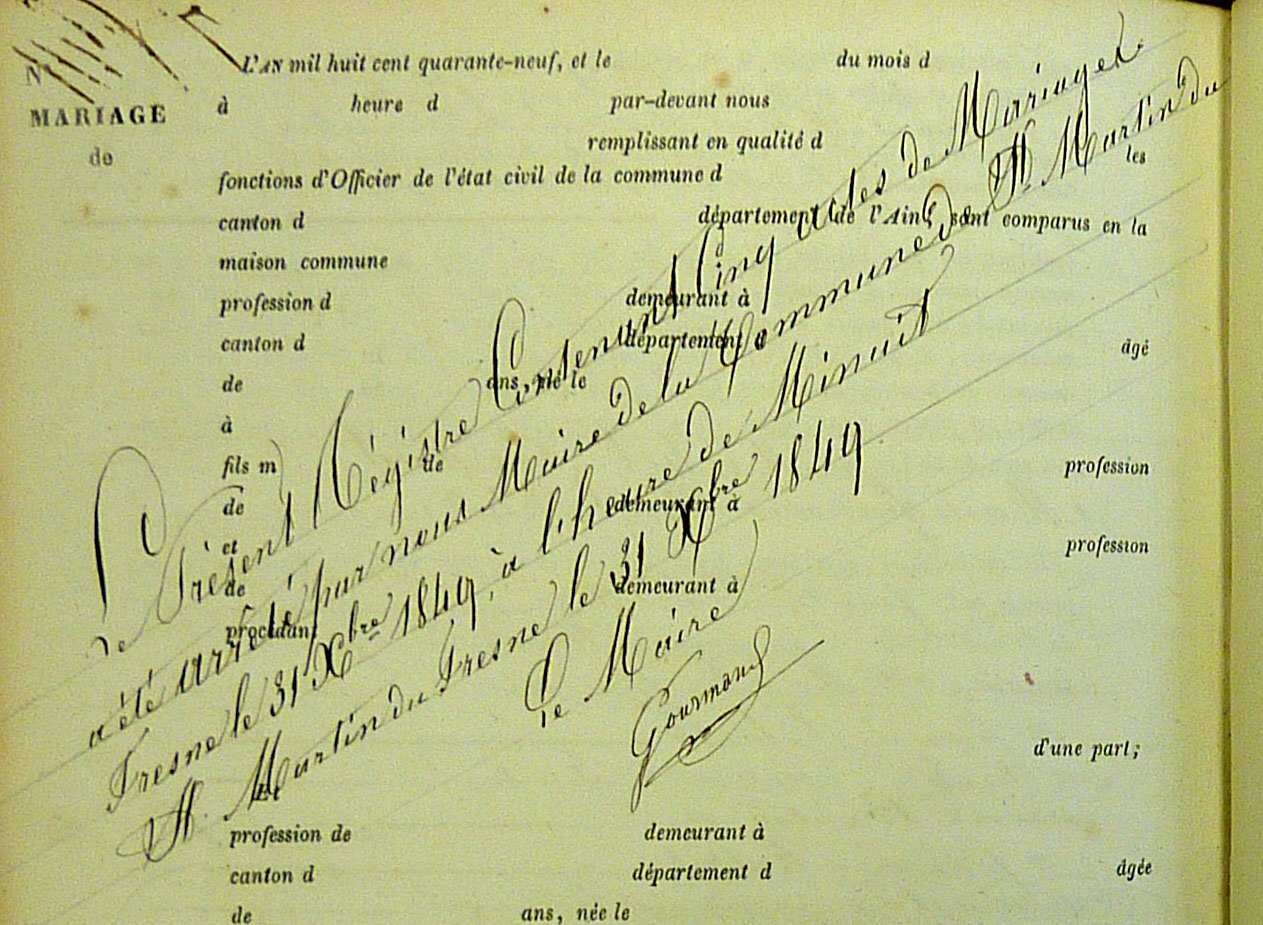 N°
MARIAGE
de
L'AN mil huit cent quarante-neuf, et le du mois d
à heure d par-devant nous
remplissant en qualité d les
fonctions d'Officier de l'état civil de la commune d
canton d département de l'Ain, sont comparus en la
maison commune
profession d demeurant à
canton d département d âgé
de ans, né le
à
fils m de profession
de demeurant à
et profession
de demeurant à
procédant
d'une part;
Et
profession de demeurant à
canton d département d âgée
de ans, née le
Le Présent Régistre Contenant Cinq actes de Mariages
a été arrêté par nous Maire de la Commune de St Martin du
Fresne le 31 Xbre 1849, à l'heure de Minuit
St. Martin du Fresne le 31 Xbre 1849
Le Maire
Gourmand